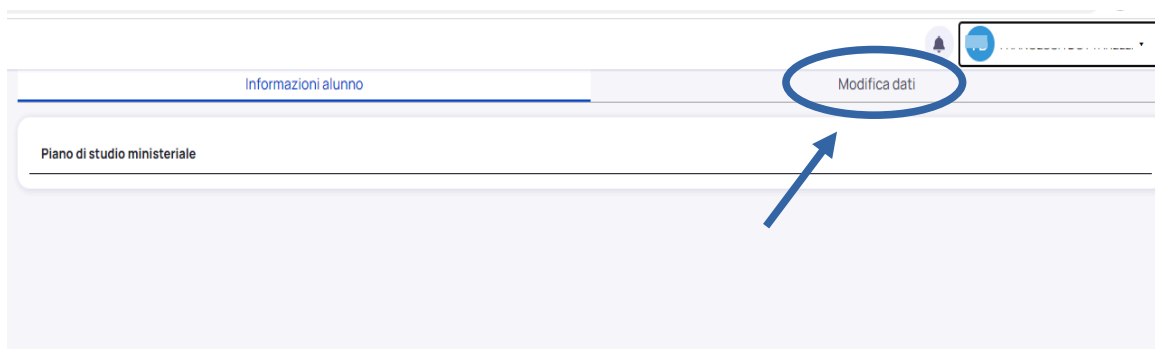 Informazioni alunno
Modifica dati
Piano di studio ministeriale